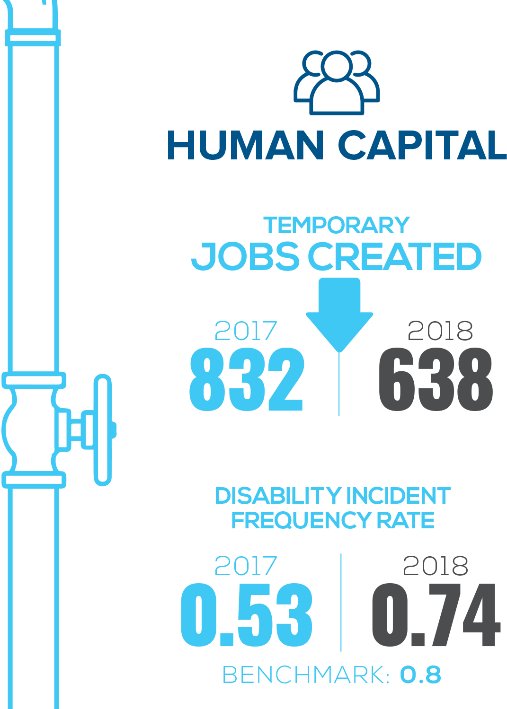 HUMAN CAPITAL
TEMPORARY
JOBS CREATED
2017 2018
832 638
DISABILITY INCIDENT
FREQUENCY RATE
2017 2018
0.53 0.74
BENCHMARK: 0.8